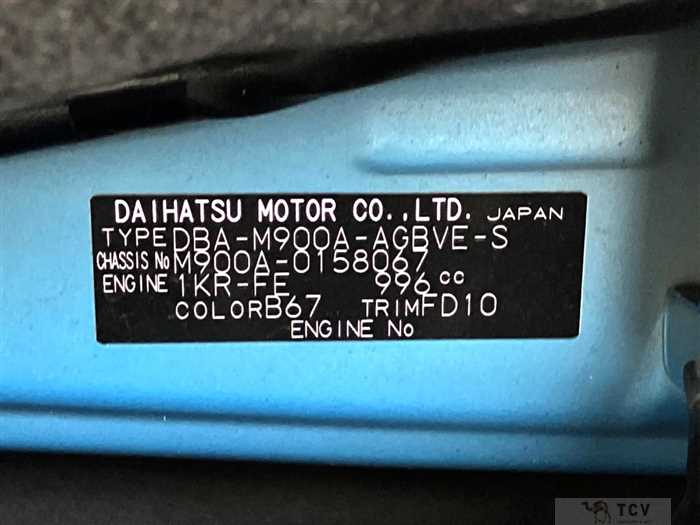 DAIHATSU MOTOR CO.,LTD. JAPAN
TYPE DBA-M900A-AGBVE-S
CHASSIS No M900A-0158067
ENGINE 1KR-FE 996 cc
COLOR B67 TRIM FD10
ENGINE No
TCV